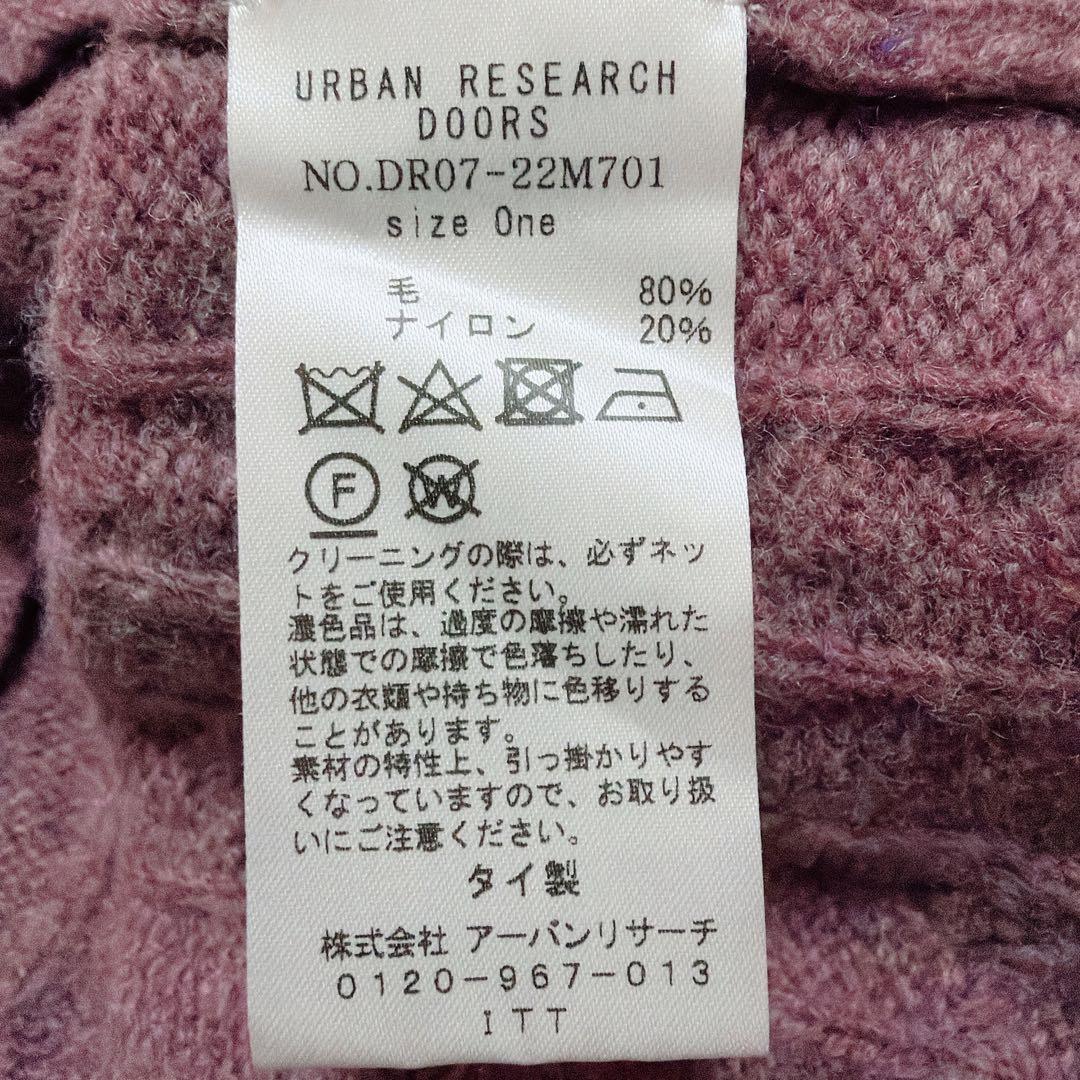 URBAN RESEARCH
DOORS
NO.DR07-22M701
size One
毛 80%
ナイロン 20%
F W
クリーニングの際は、必ずネッ
トをご使用ください。
濃色品は、過度の摩擦や濡れた
状態での摩擦で色落ちしたり、
他の衣類や持ち物に色移りする
ことがあります。
素材の特性上、引っ掛かりやす
くなっていますので、お取り扱
いにご注意ください。
タイ製
株式会社 アーバンリサーチ
0120-967-013
ITT